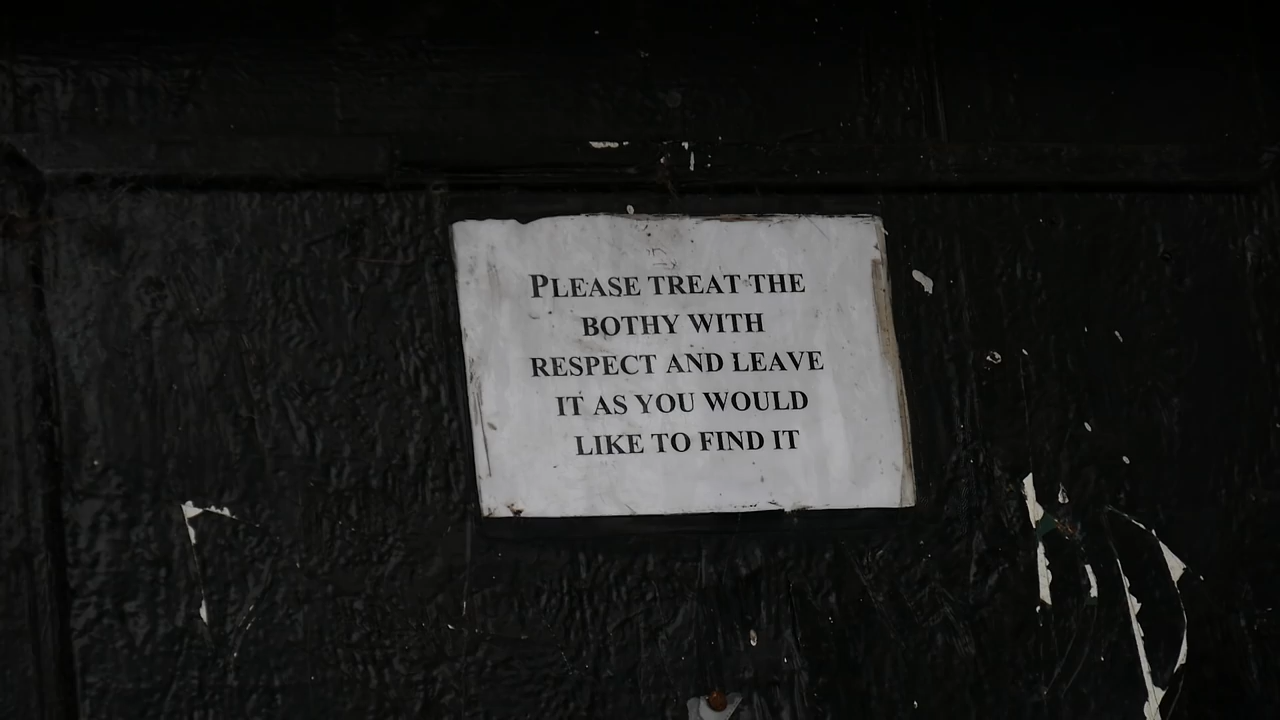 PLEASE TREAT THE
BOTHY WITH
RESPECT AND LEAVE
IT AS YOU WOULD
LIKE TO FIND IT